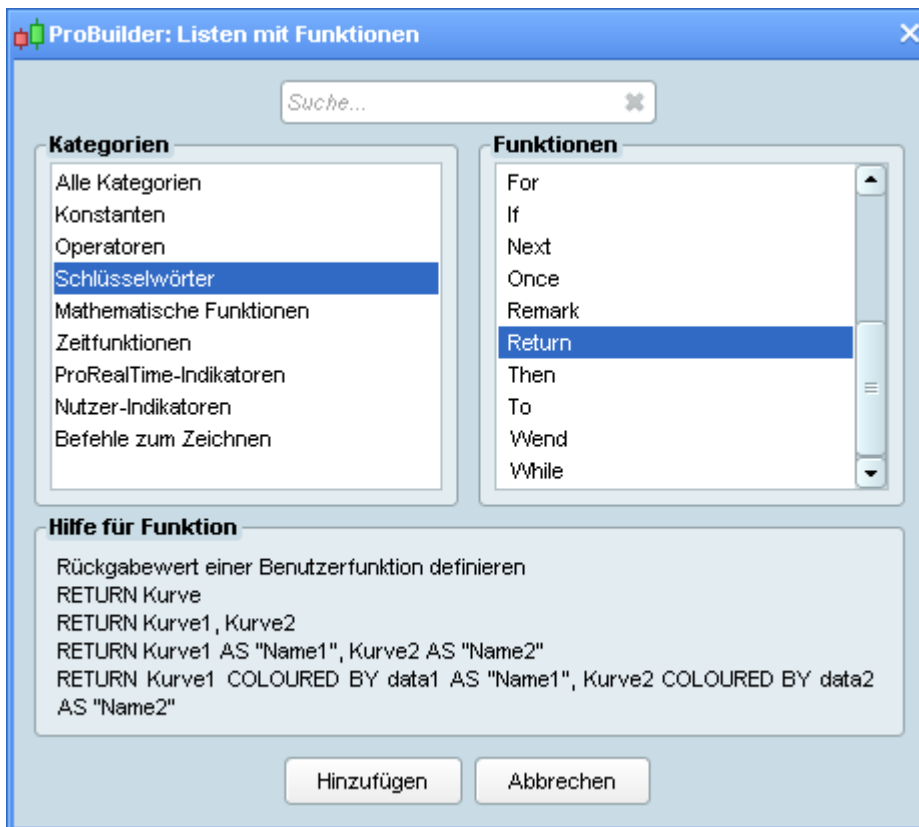 ProBuilder: Listen mit Funktionen
Suche...
Kategorien
Alle Kategorien
Konstanten
Operatoren
Schlüsselwörter
Mathematische Funktionen
Zeitfunktionen
ProRealTime-Indikatoren
Nutzer-Indikatoren
Befehle zum Zeichnen
Funktionen
For
If
Next
Once
Remark
Return
Then
To
Wend
While
Hilfe für Funktion
Rückgabewert einer Benutzerfunktion definieren
RETURN Kurve
RETURN Kurve1, Kurve2
RETURN Kurve1 AS "Name1", Kurve2 AS "Name2"
RETURN Kurve1 COLOURED BY data1 AS "Name1", Kurve2 COLOURED BY data2
AS "Name2"
Hinzufügen
Abbrechen